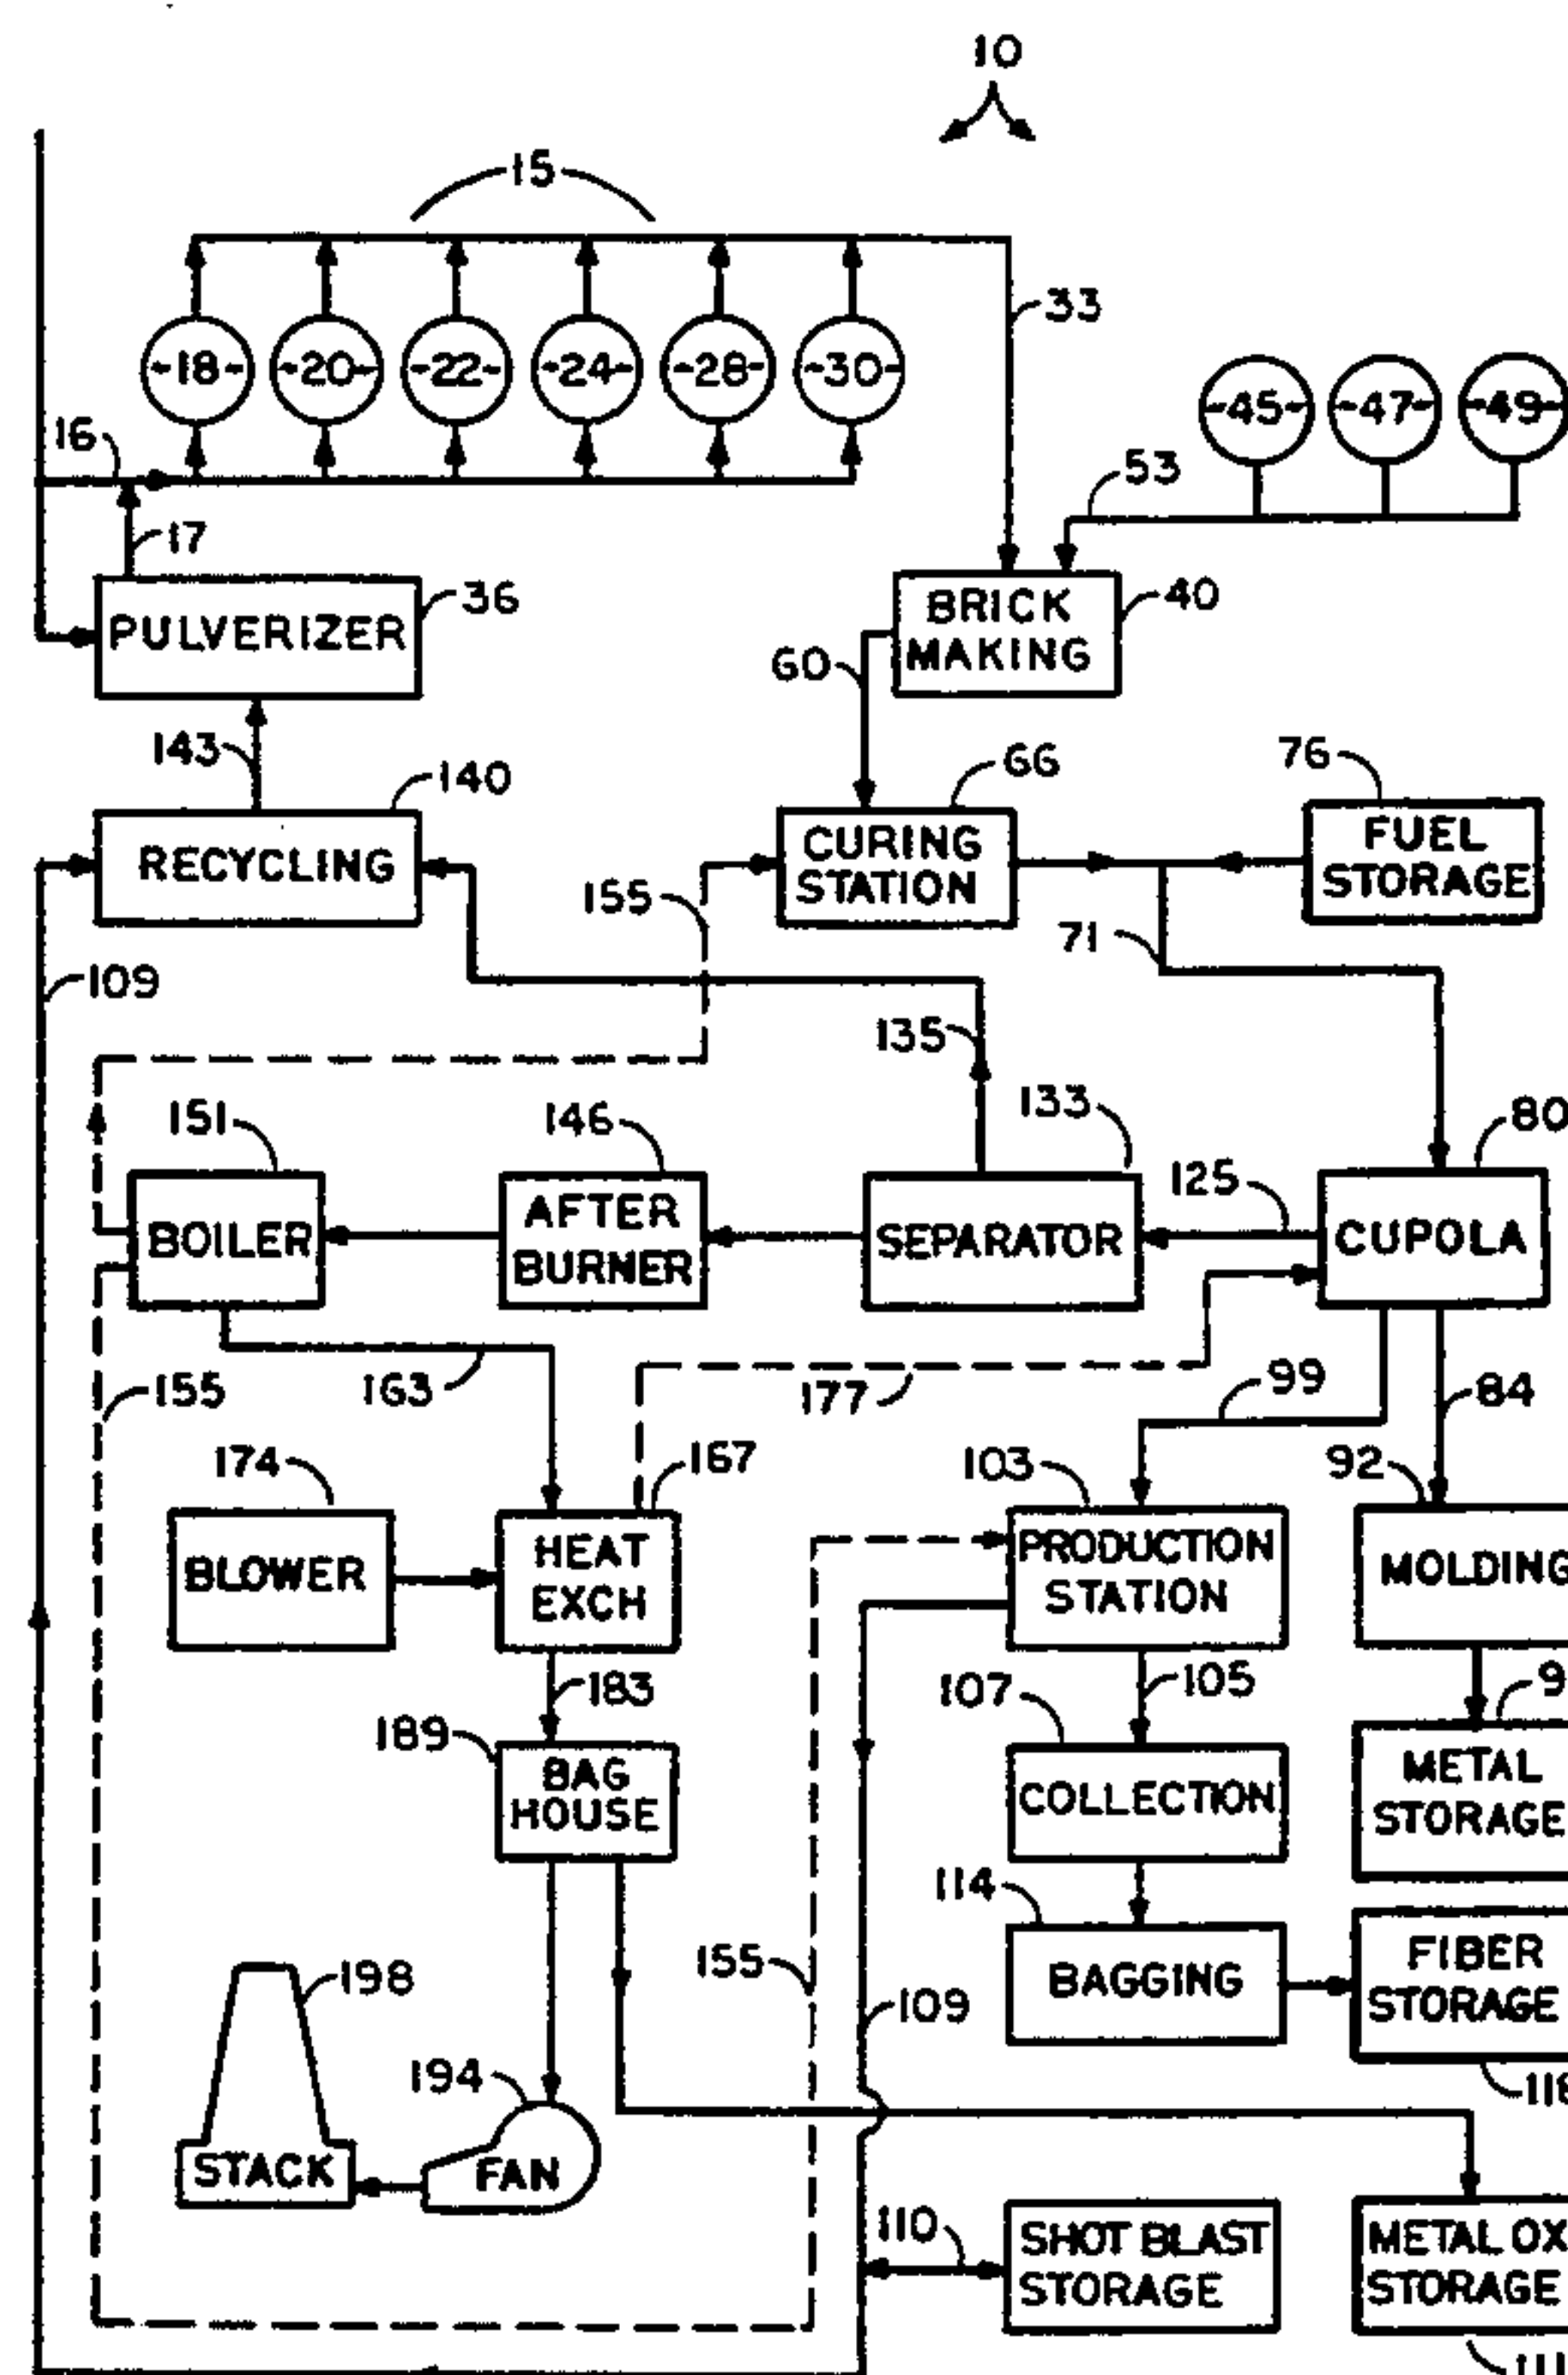 10
15
33
-18-
-20-
-22-
-24-
-28-
-30-
-45-
-47-
-49-
16
53
17
PULVERIZER
36
BRICK
MAKING
40
60
143
140
66
76
RECYCLING
CURING
STATION
FUEL
STORAGE
155
71
109
135
133
80
151
146
125
BOILER
AFTER
BURNER
SEPARATOR
CUPOLA
155
163
177
99
84
174
167
103
92
BLOWER
HEAT
EXCH
PRODUCTION
STATION
MOLDING
183
105
107
189
BAG
HOUSE
COLLECTION
METAL
STORAGE
114
BAGGING
FIBER
STORAGE
155
109
198
194
STACK
FAN
110
SHOT BLAST
STORAGE
METAL OX
STORAGE